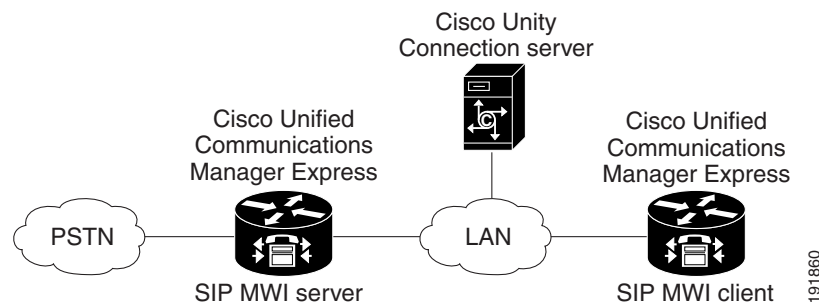 Cisco Unity
Connection server
Cisco Unified
Communications
Manager Express
Cisco Unified
Communications
Manager Express
PSTN
LAN
SIP MWI server
SIP MWI client
191860